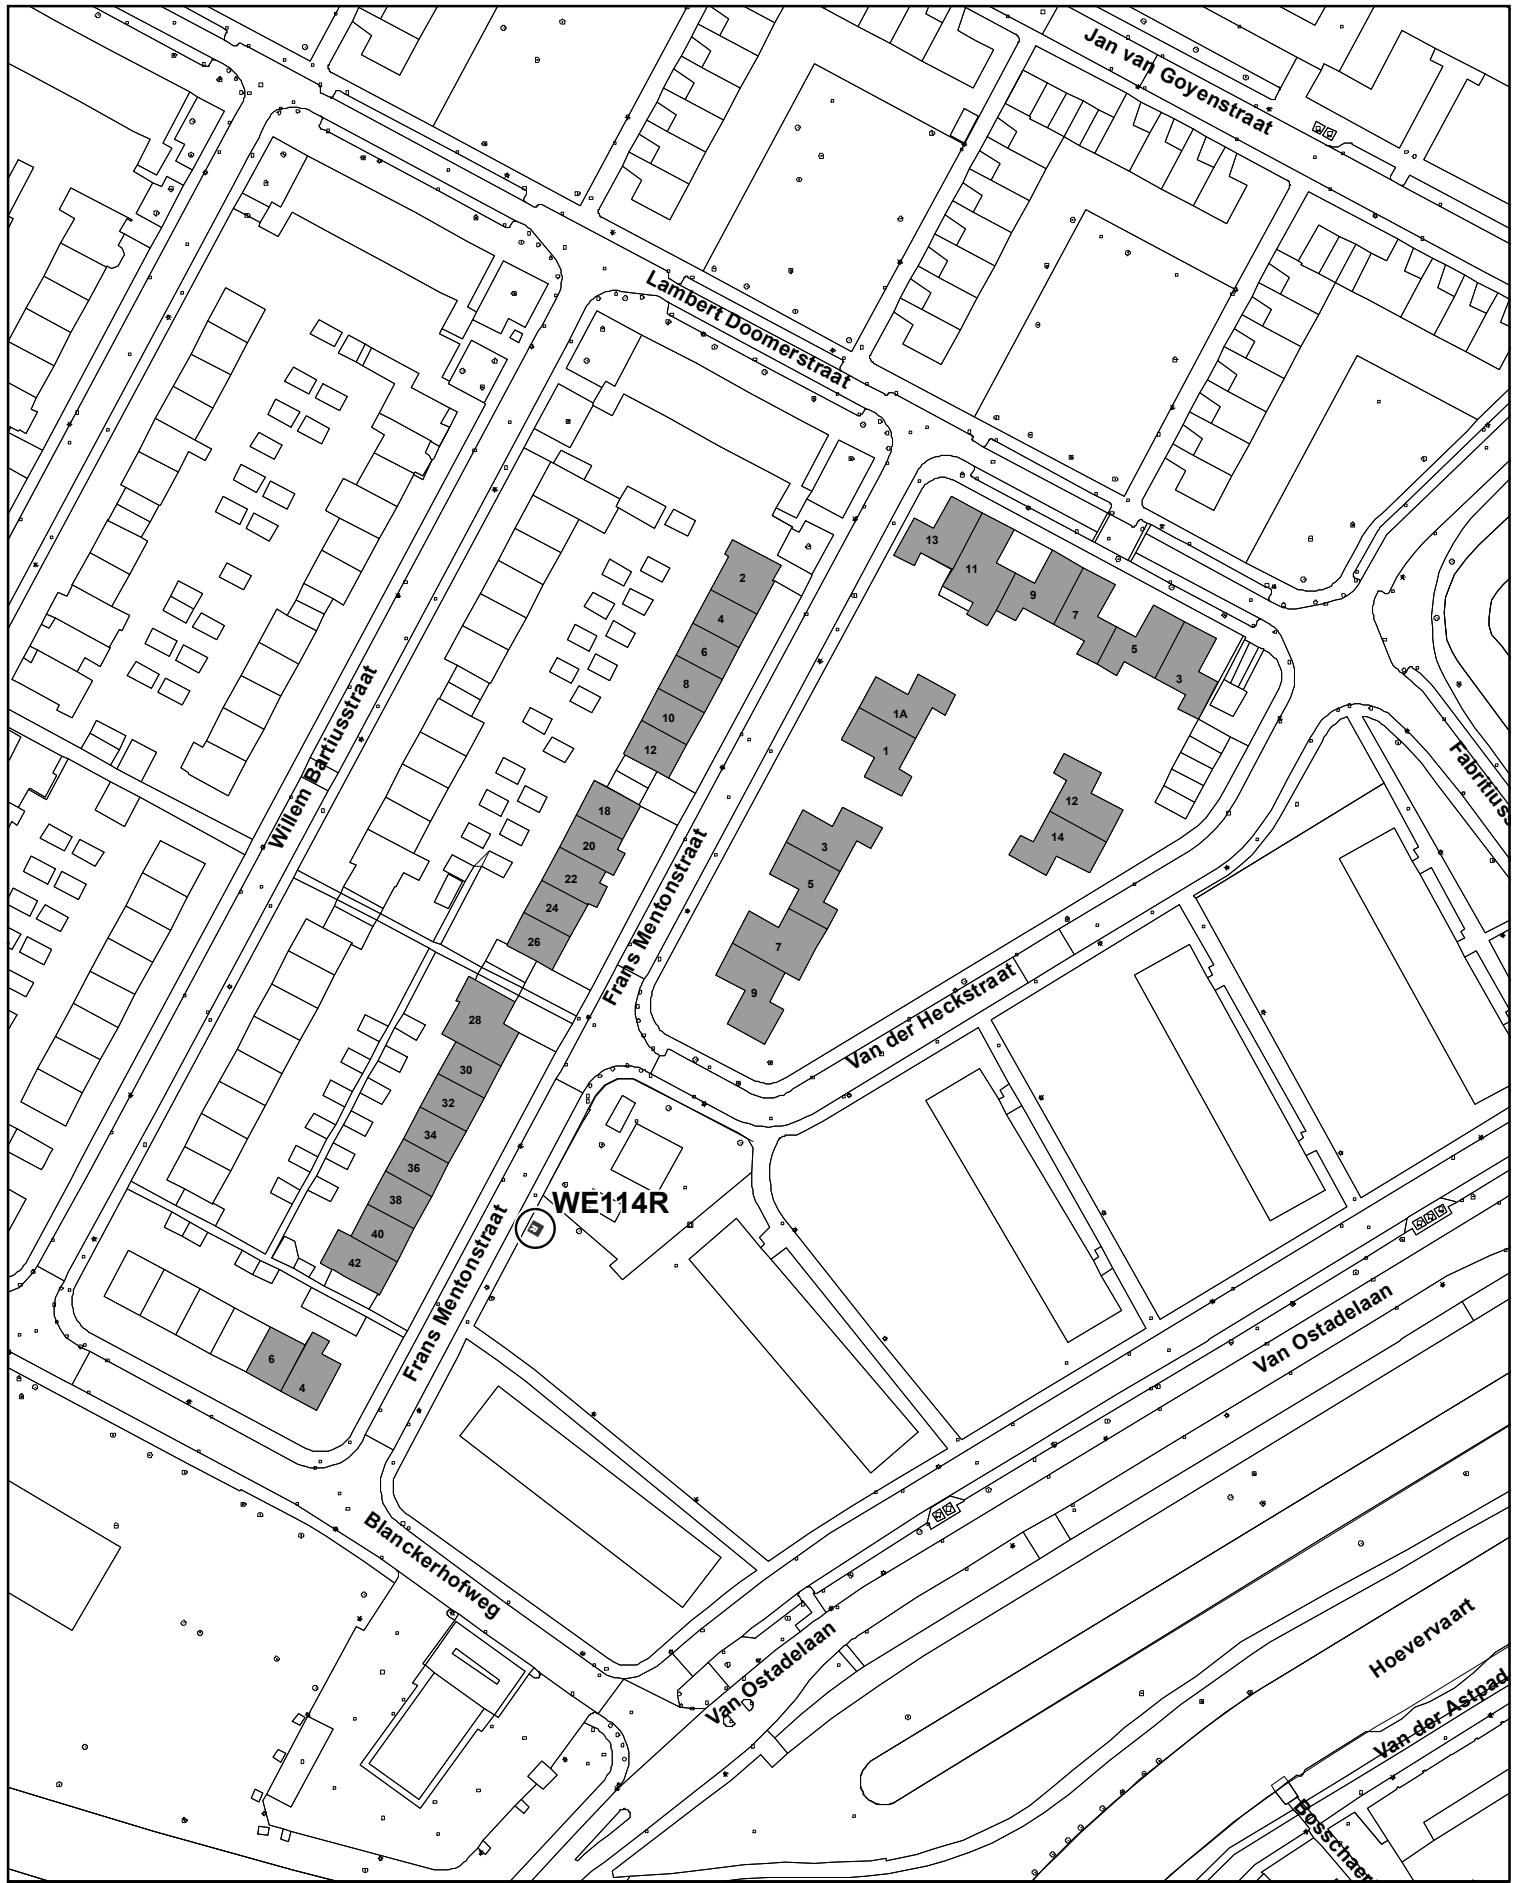 Jan van Goyenstraat
Lambert Doomerstraat
13
11
9
7
5
3
2
4
6
8
10
12
1A
1
Willem Bartiusstraat
Fabritiuss
18
20
22
24
26
12
14
3
5
7
9
Frans Mentonstraat
Van der Heckstraat
28
30
32
34
36
38
40
42
WE114R
Frans Mentonstraat
6
4
Van Ostadelaan
Blanckerhofweg
Van Ostadelaan
Hoevervaart
Van der Astpad
Bosschaer